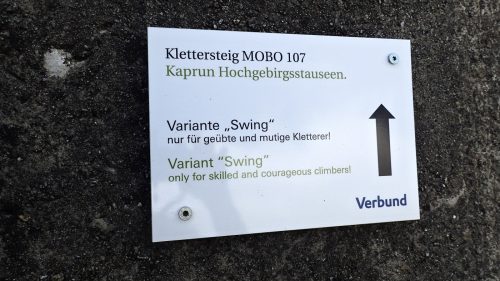 Klettersteig MOBO 107
Kaprun Hochgebirgsstauseen.
Variante „Swing“
nur für geübte und mutige Kletterer!
Variant “Swing”
only for skilled and courageous climbers!
Verbund